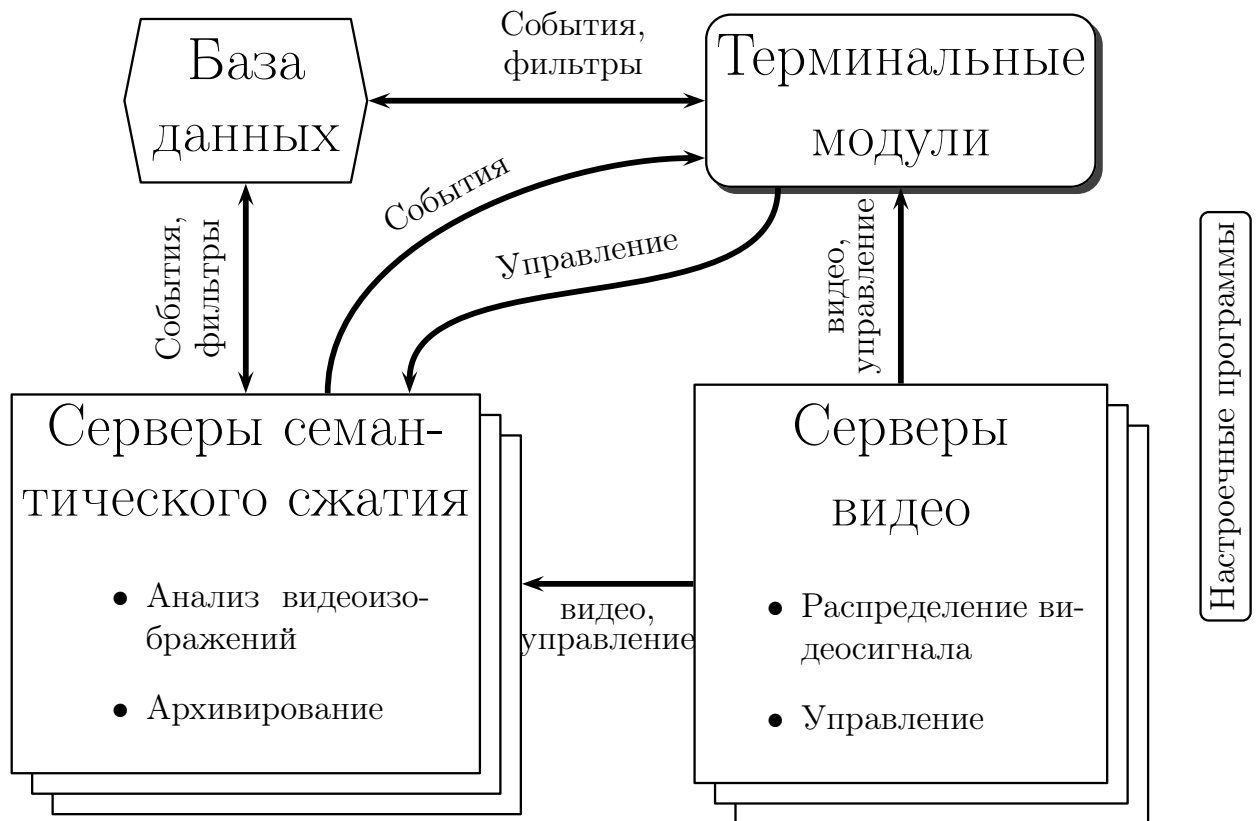 База
данных
События,
фильтры
Терминальные
модули
События
Управление
События,
фильтры
видео,
управление
Настроечные программы
Серверы семан-
тического сжатия
• Анализ видеоизо-
бражений
• Архивирование
видео,
управление
Серверы
видео
• Распределение ви-
деосигнала
• Управление